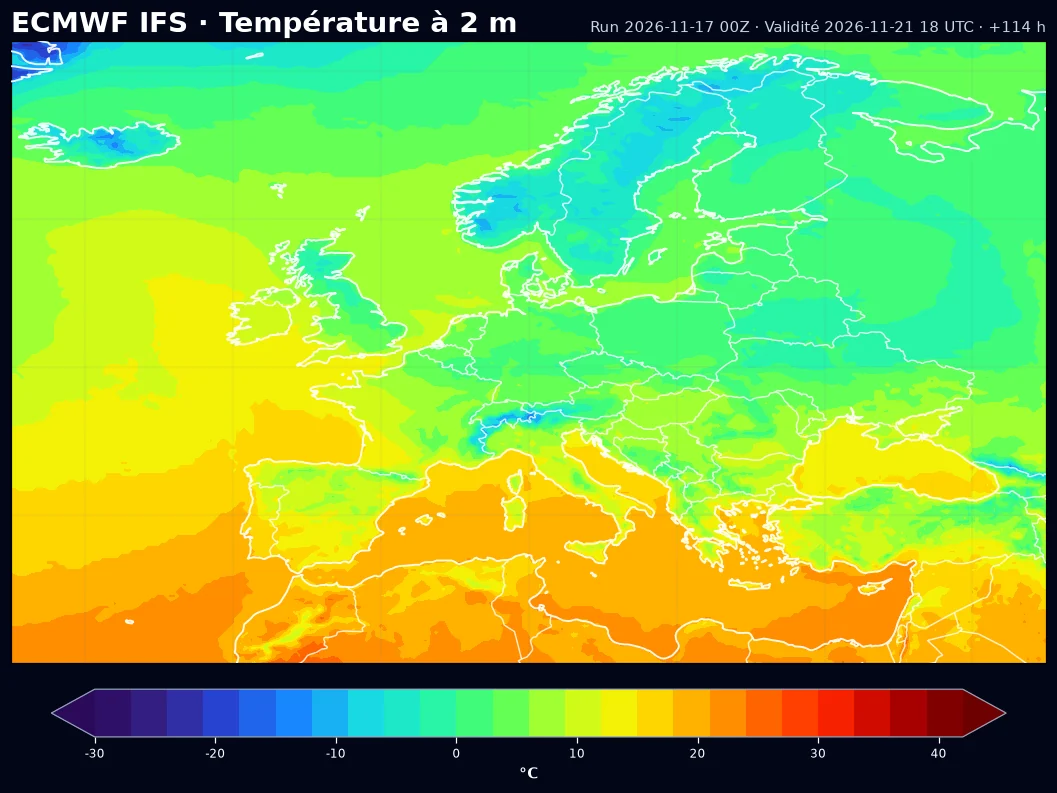 ECMWF IFS · Température à 2 m
Run 2026-11-17 00Z · Validité 2026-11-21 18 UTC · +114 h
-30 -20 -10 0 10 20 30 40
°C